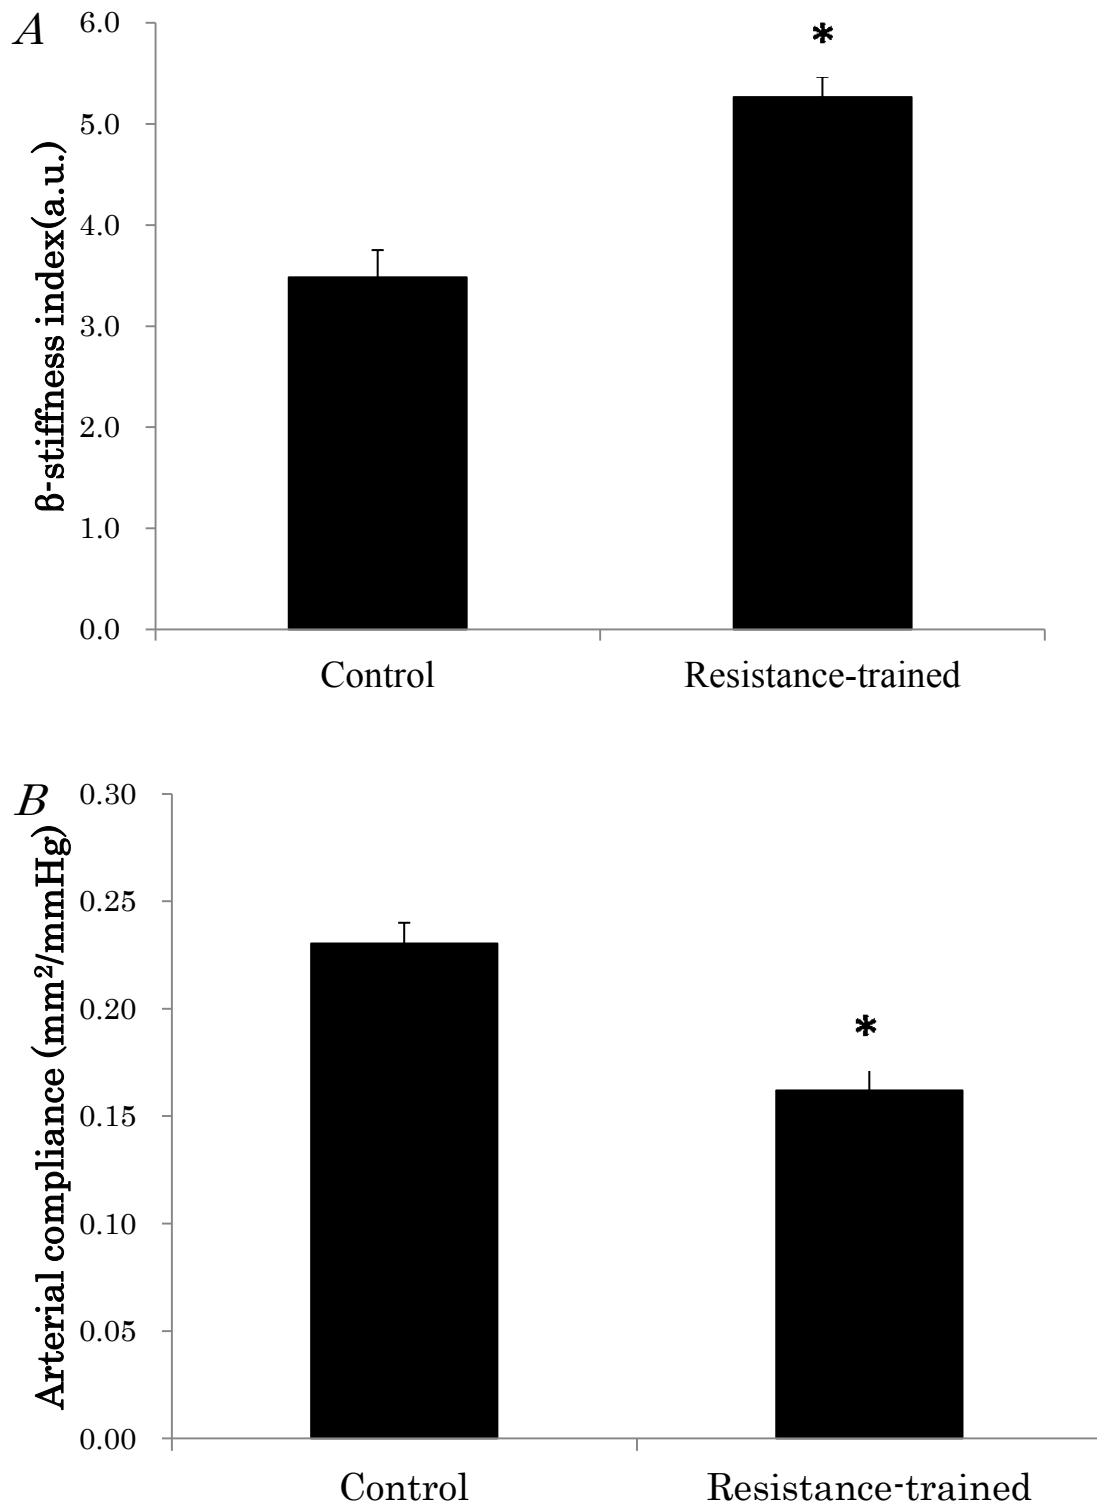 A
6.0
*
5.0
4.0
3.0
2.0
1.0
0.0
β-stiffness index(a.u.)
Control Resistance-trained
B
0.30
0.25
0.20
*
0.15
0.10
0.05
0.00
Arterial compliance (mm²/mmHg)
Control Resistance-trained